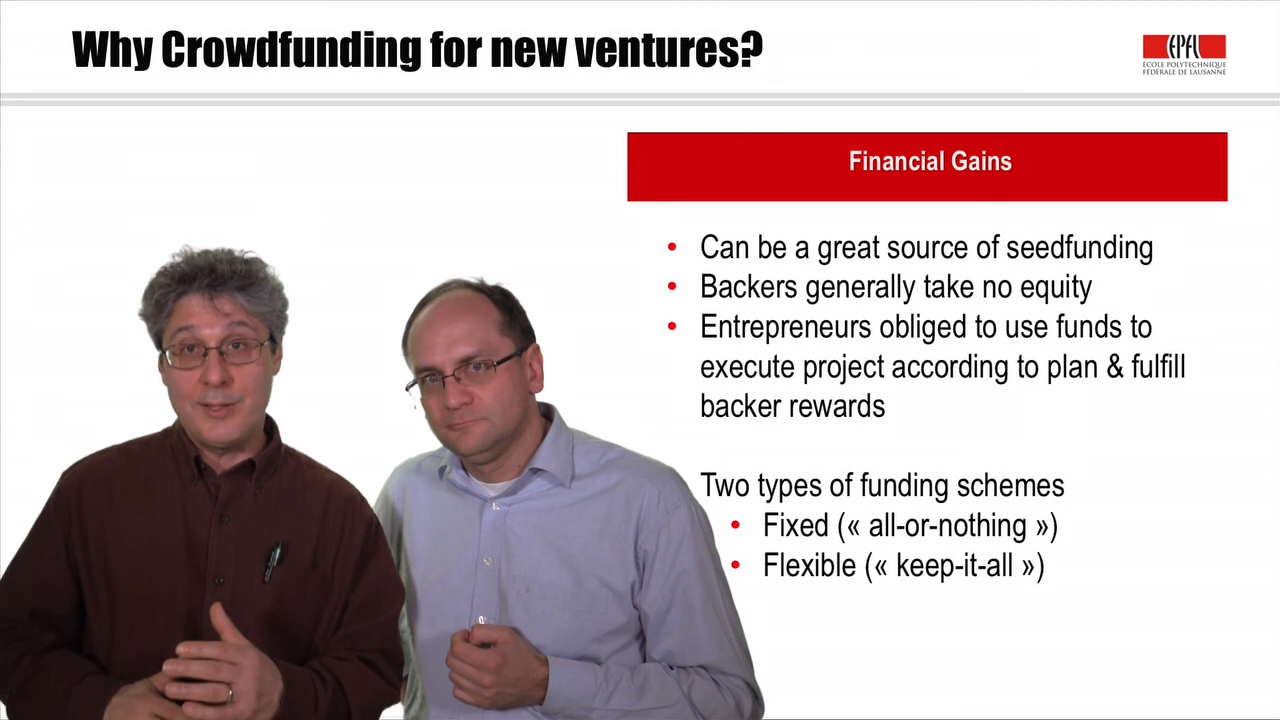 Why Crowdfunding for new ventures?
EPFL
ÉCOLE POLYTECHNIQUE
FÉDÉRALE DE LAUSANNE
Financial Gains
• Can be a great source of seedfunding
• Backers generally take no equity
• Entrepreneurs obliged to use funds to
execute project according to plan & fulfill
backer rewards
Two types of funding schemes
• Fixed (« all-or-nothing »)
• Flexible (« keep-it-all »)